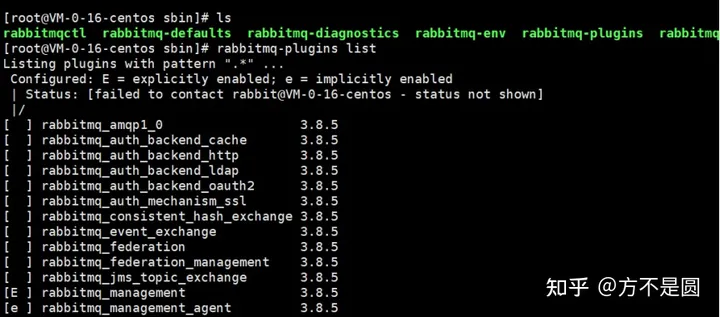 [root@VM-0-16-centos sbin]# ls
rabbitmqctl  rabbitmq-defaults  rabbitmq-diagnostics  rabbitmq-env  rabbitmq-plugins  rabbitmq
[root@VM-0-16-centos sbin]# rabbitmq-plugins list
Listing plugins with pattern ".*" ...
 Configured: E = explicitly enabled; e = implicitly enabled
 | Status: [failed to contact rabbit@VM-0-16-centos - status not shown]
 |/
[  ] rabbitmq_amqp1_0                  3.8.5
[  ] rabbitmq_auth_backend_cache       3.8.5
[  ] rabbitmq_auth_backend_http        3.8.5
[  ] rabbitmq_auth_backend_ldap        3.8.5
[  ] rabbitmq_auth_backend_oauth2      3.8.5
[  ] rabbitmq_auth_mechanism_ssl       3.8.5
[  ] rabbitmq_consistent_hash_exchange 3.8.5
[  ] rabbitmq_event_exchange           3.8.5
[  ] rabbitmq_federation               3.8.5
[  ] rabbitmq_federation_management    3.8.5
[  ] rabbitmq_jms_topic_exchange       3.8.5
[E ] rabbitmq_management               3.8.5
[e ] rabbitmq_management_agent         3.8.5
知乎 @方不是圆